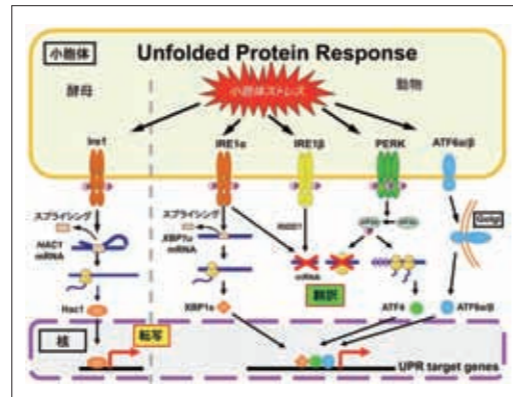 小胞体
Unfolded Protein Response
酵母
小胞体ストレス
動物
Ire1
IRE1α
IRE1β
PERK
ATF6α/β
スプライシング
HAC1
mRNA
スプライシング
XBP1u
mRNA
Golgi
mRNA
翻訳
Hac1
XBP1s
ATF4
ATF6α/β
核
転写
UPR target genes